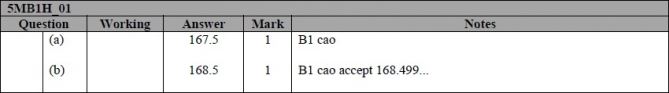 5MB1H_01
Question Working Answer Mark Notes
(a) 167.5 1 B1 cao
(b) 168.5 1 B1 cao accept 168.499...